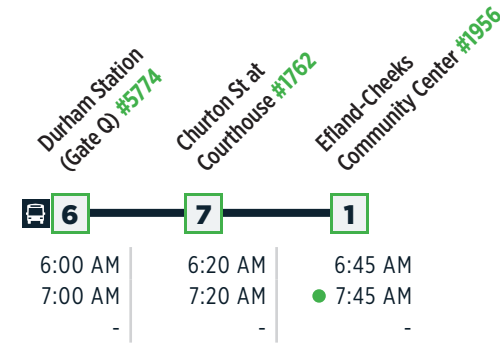 Durham Station
(Gate Q) #5774
Churton St at
Courthouse #1762
Efland-Cheeks
Community Center #1956
6 7 1
6:00 AM 6:20 AM 6:45 AM
7:00 AM 7:20 AM 7:45 AM
- - -